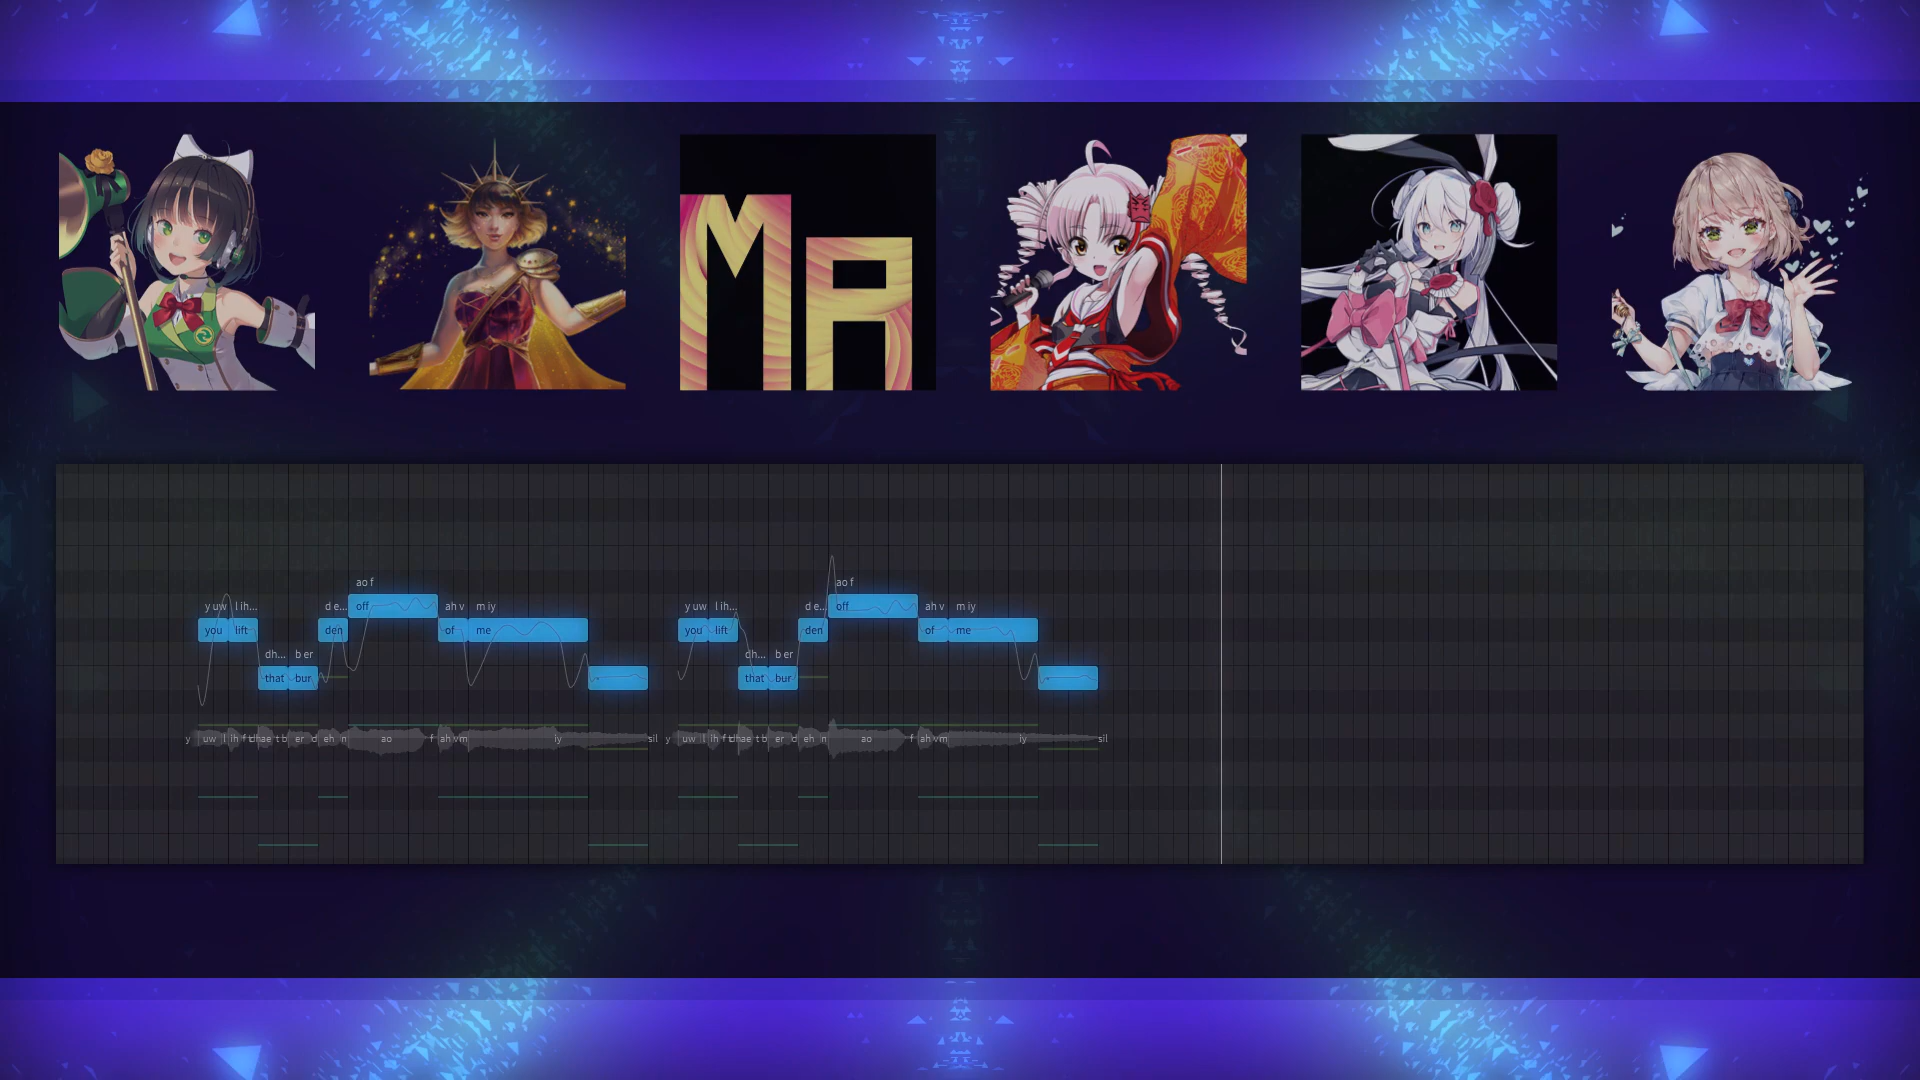 MA
ao f ao f
y uw l ih... d e... ah v m iy y uw l ih... d e... ah v m iy
off off
you lift den of me you lift den of me
dh... b er dh... b er
that bur that bur
y uw l ih f t dh ae t b er d eh n ao f ah v m iy sil y uw l ih f t dh ae t b er d eh n ao f ah v m iy sil